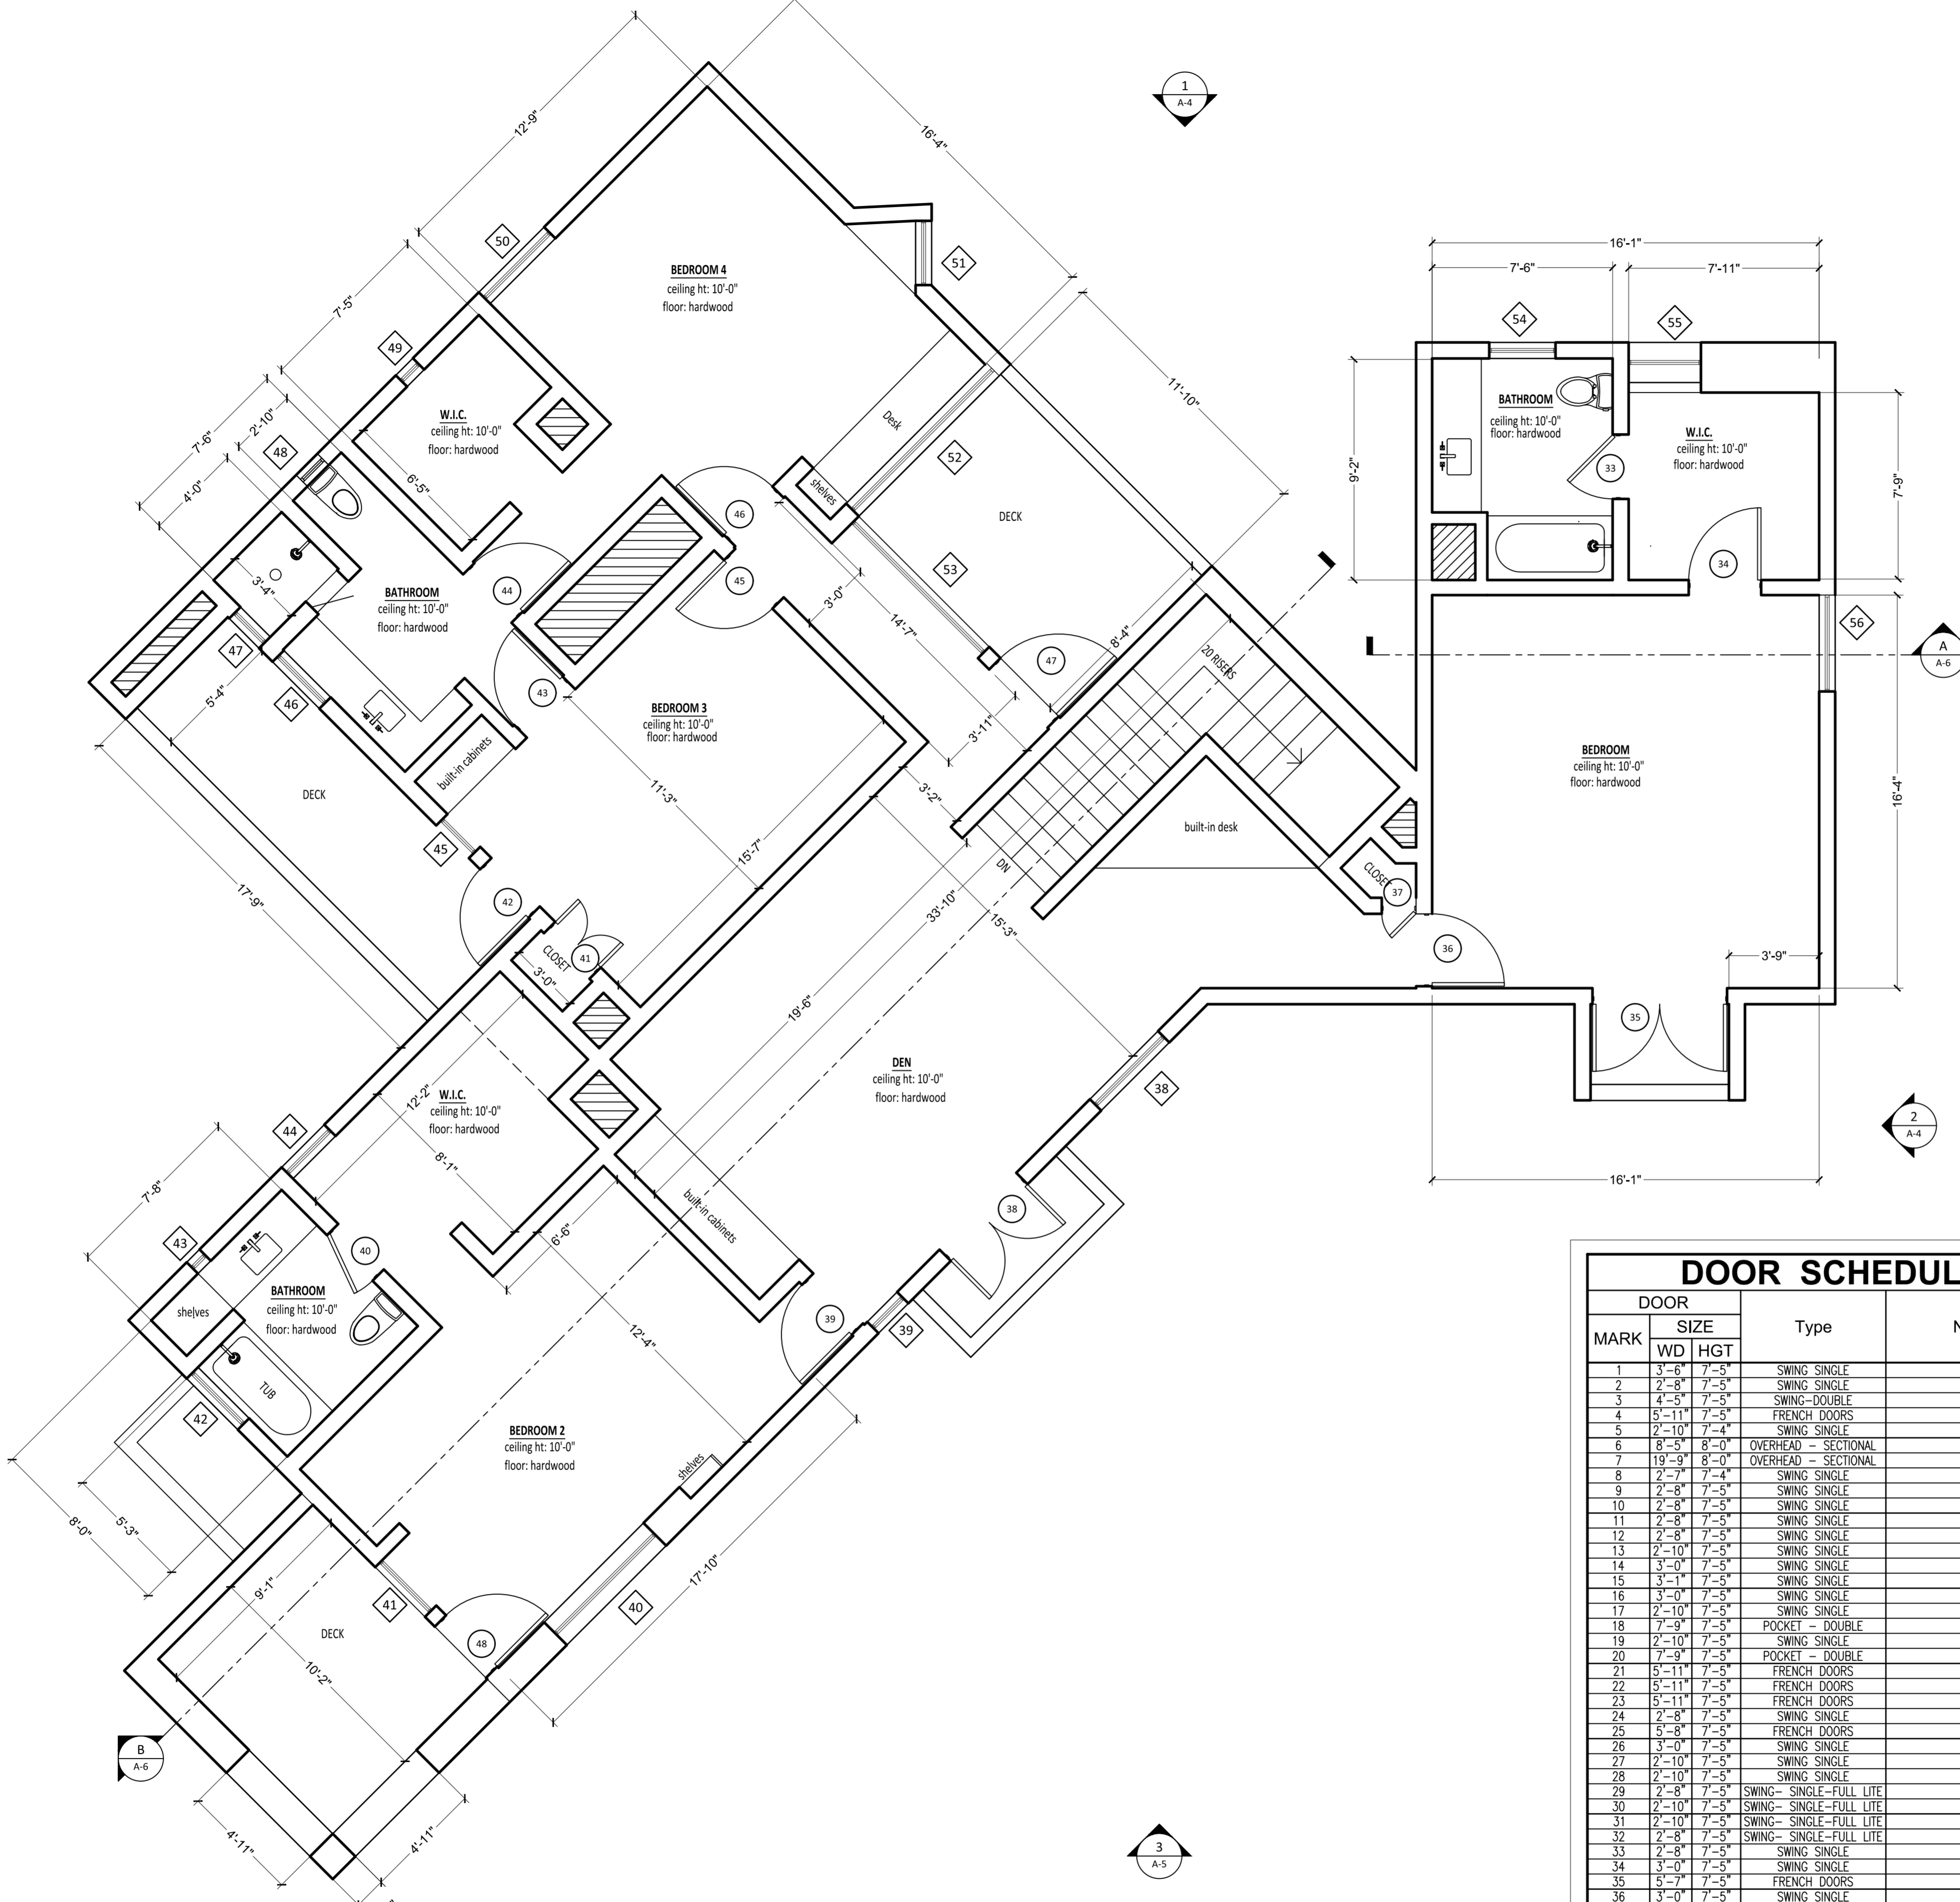 12'-9"
16'-4"
1
A-4
50
BEDROOM 4
ceiling ht: 10'-0"
floor: hardwood
51
16'-1"
7'-6"
7'-11"
7'-5"
49
54
55
11'-10"
W.I.C.
ceiling ht: 10'-0"
floor: hardwood
Desk
7'-6"
2'-10"
48
4'-0"
6'-5"
52
shelves
46
DECK
BATHROOM
ceiling ht: 10'-0"
floor: hardwood
W.I.C.
ceiling ht: 10'-0"
floor: hardwood
33
9'-2"
7'-9"
34
53
45
44
3'-4"
BATHROOM
ceiling ht: 10'-0"
floor: hardwood
3'-0"
14'-7"
8'-4"
47
20 RISERS
56
A
A-6
47
5'-4"
46
43
BEDROOM 3
ceiling ht: 10'-0"
floor: hardwood
3'-11"
BEDROOM
ceiling ht: 10'-0"
floor: hardwood
16'-4"
built-in cabinets
DECK
11'-3"
3'-2"
built-in desk
45
15'-7"
DN
CLOSET
37
17'-9"
42
33'-10"
15'-3"
36
CLOSET
41
3'-0"
3'-9"
19'-6"
35
DEN
ceiling ht: 10'-0"
floor: hardwood
38
12'-2"
W.I.C.
ceiling ht: 10'-0"
floor: hardwood
44
8'-1"
2
A-4
7'-8"
16'-1"
built-in cabinets
38
6'-6"
43
40
BATHROOM
ceiling ht: 10'-0"
floor: hardwood
shelves
12'-4"
39
39
TUB
42
BEDROOM 2
ceiling ht: 10'-0"
floor: hardwood
shelves
8'-0"
5'-3"
17'-10"
9'-1"
41
40
DECK
48
10'-2"
B
A-6
4'-11"
4'-11"
3
A-5
DOOR SCHEDUL
DOOR
MARK
SIZE
WD HGT
Type
N
1 3'-6" 7'-5" SWING SINGLE
2 2'-8" 7'-5" SWING SINGLE
3 4'-5" 7'-5" SWING-DOUBLE
4 5'-11" 7'-5" FRENCH DOORS
5 2'-10" 7'-4" SWING SINGLE
6 8'-5" 8'-0" OVERHEAD - SECTIONAL
7 19'-9" 8'-0" OVERHEAD - SECTIONAL
8 2'-7" 7'-4" SWING SINGLE
9 2'-8" 7'-5" SWING SINGLE
10 2'-8" 7'-5" SWING SINGLE
11 2'-8" 7'-5" SWING SINGLE
12 2'-8" 7'-5" SWING SINGLE
13 2'-10" 7'-5" SWING SINGLE
14 3'-0" 7'-5" SWING SINGLE
15 3'-1" 7'-5" SWING SINGLE
16 3'-0" 7'-5" SWING SINGLE
17 2'-10" 7'-5" SWING SINGLE
18 7'-9" 7'-5" POCKET - DOUBLE
19 2'-10" 7'-5" SWING SINGLE
20 7'-9" 7'-5" POCKET - DOUBLE
21 5'-11" 7'-5" FRENCH DOORS
22 5'-11" 7'-5" FRENCH DOORS
23 5'-11" 7'-5" FRENCH DOORS
24 2'-8" 7'-5" SWING SINGLE
25 5'-8" 7'-5" FRENCH DOORS
26 3'-0" 7'-5" SWING SINGLE
27 2'-10" 7'-5" SWING SINGLE
28 2'-10" 7'-5" SWING SINGLE
29 2'-8" 7'-5" SWING- SINGLE-FULL LITE
30 2'-10" 7'-5" SWING- SINGLE-FULL LITE
31 2'-10" 7'-5" SWING- SINGLE-FULL LITE
32 2'-8" 7'-5" SWING- SINGLE-FULL LITE
33 2'-8" 7'-5" SWING SINGLE
34 3'-0" 7'-5" SWING SINGLE
35 5'-7" 7'-5" FRENCH DOORS
36 3'-0" 7'-5" SWING SINGLE